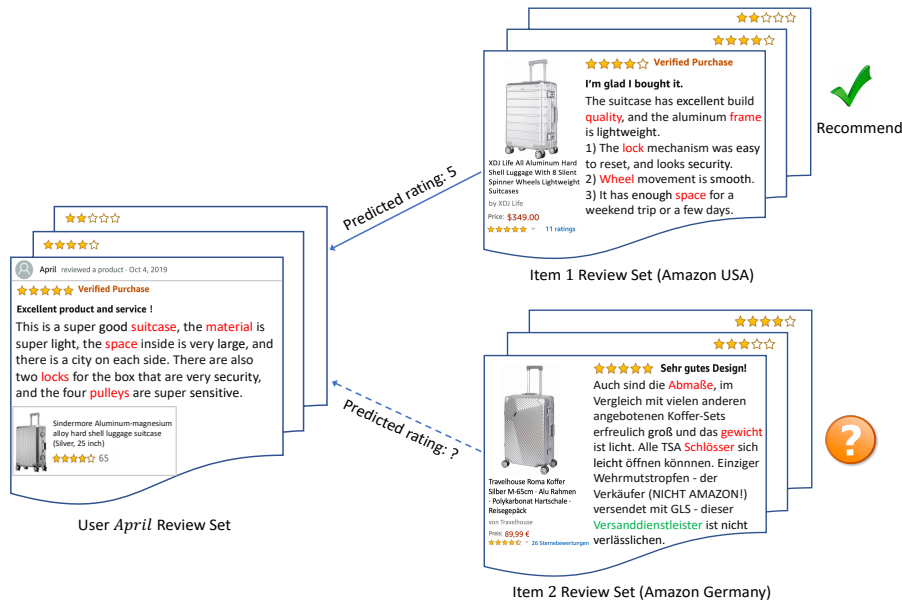 April reviewed a product · Oct 4, 2019
Verified Purchase
Excellent product and service !
This is a super good suitcase, the material is
super light, the space inside is very large, and
there is a city on each side. There are also
two locks for the box that are very security,
and the four pulleys are super sensitive.
Sindermore Aluminum-magnesium
alloy hard shell luggage suitcase
(Silver, 25 inch)
65
User April Review Set
Predicted rating: 5
Predicted rating: ?
Verified Purchase
I'm glad I bought it.
The suitcase has excellent build
quality, and the aluminum frame
is lightweight.
1) The lock mechanism was easy
to reset, and looks security.
2) Wheel movement is smooth.
3) It has enough space for a
weekend trip or a few days.
XDJ Life All Aluminum Hard
Shell Luggage With 8 Silent
Spinner Wheels Lightweight
Suitcases
by XDJ Life
Price: $349.00
11 ratings
Recommend
Item 1 Review Set (Amazon USA)
Sehr gutes Design!
Auch sind die Abmaße, im
Vergleich mit vielen anderen
angebotenen Koffer-Sets
erfreulich groß und das gewicht
ist licht. Alle TSA Schlösser sich
leicht öffnen könnnen. Einziger
Wehrmutstropfen - der
Verkäufer (NICHT AMAZON!)
versendet mit GLS - dieser
Versanddienstleister ist nicht
verlässlichen.
Travelhouse Roma Koffer
Silber M-65cm · Alu Rahmen
· Polykarbonat Hartschale ·
Reisegepäck
von Travelhouse
Preis: 89,99 €
26 Sternebewertungen
?
Item 2 Review Set (Amazon Germany)